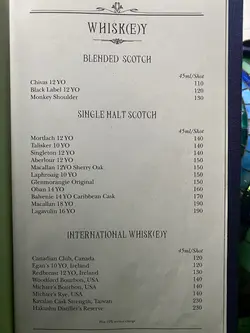 WHISK(E)Y
BLENDED SCOTCH
45ml/Shot
Chivas 12 YO 110
Black Label 12 YO 120
Monkey Shoulder 130
SINGLE MALT SCOTCH
45ml/Shot
Mortlach 12 YO 140
Talisker 10 YO 140
Singleton 12 YO 140
Aberlour 12 YO 150
Macallan 12YO Sherry Oak 150
Laphroaig 10 YO 150
Glenmorangie Original 150
Oban 14 YO 160
Balvenie 14 YO Caribbean Cask 170
Macallan 18 YO 190
Lagavulin 16 YO 190
INTERNATIONAL WHISK(E)Y
45ml/Shot
Canadian Club, Canada 120
Egan's 10 YO, Ireland 120
Redbreast 12 YO, Ireland 130
Woodford Bourbon, USA 140
Michter's Bourbon, USA 140
Michter's Rye, USA 140
Kavalan Cask Strength, Taiwan 230
Hakushu Distiller's Reserve 230